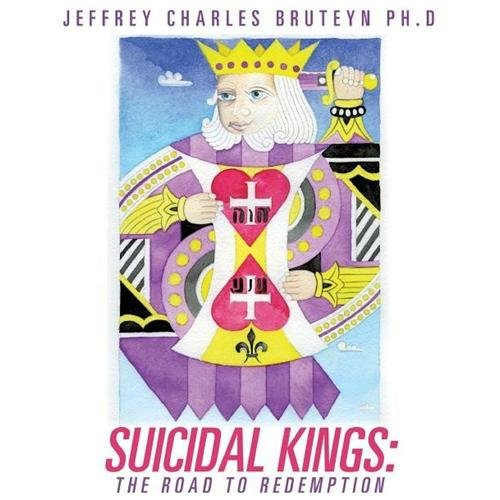 JEFFREY CHARLES BRUTEYN PH.D
SUICIDAL KINGS:
THE ROAD TO REDEMPTION